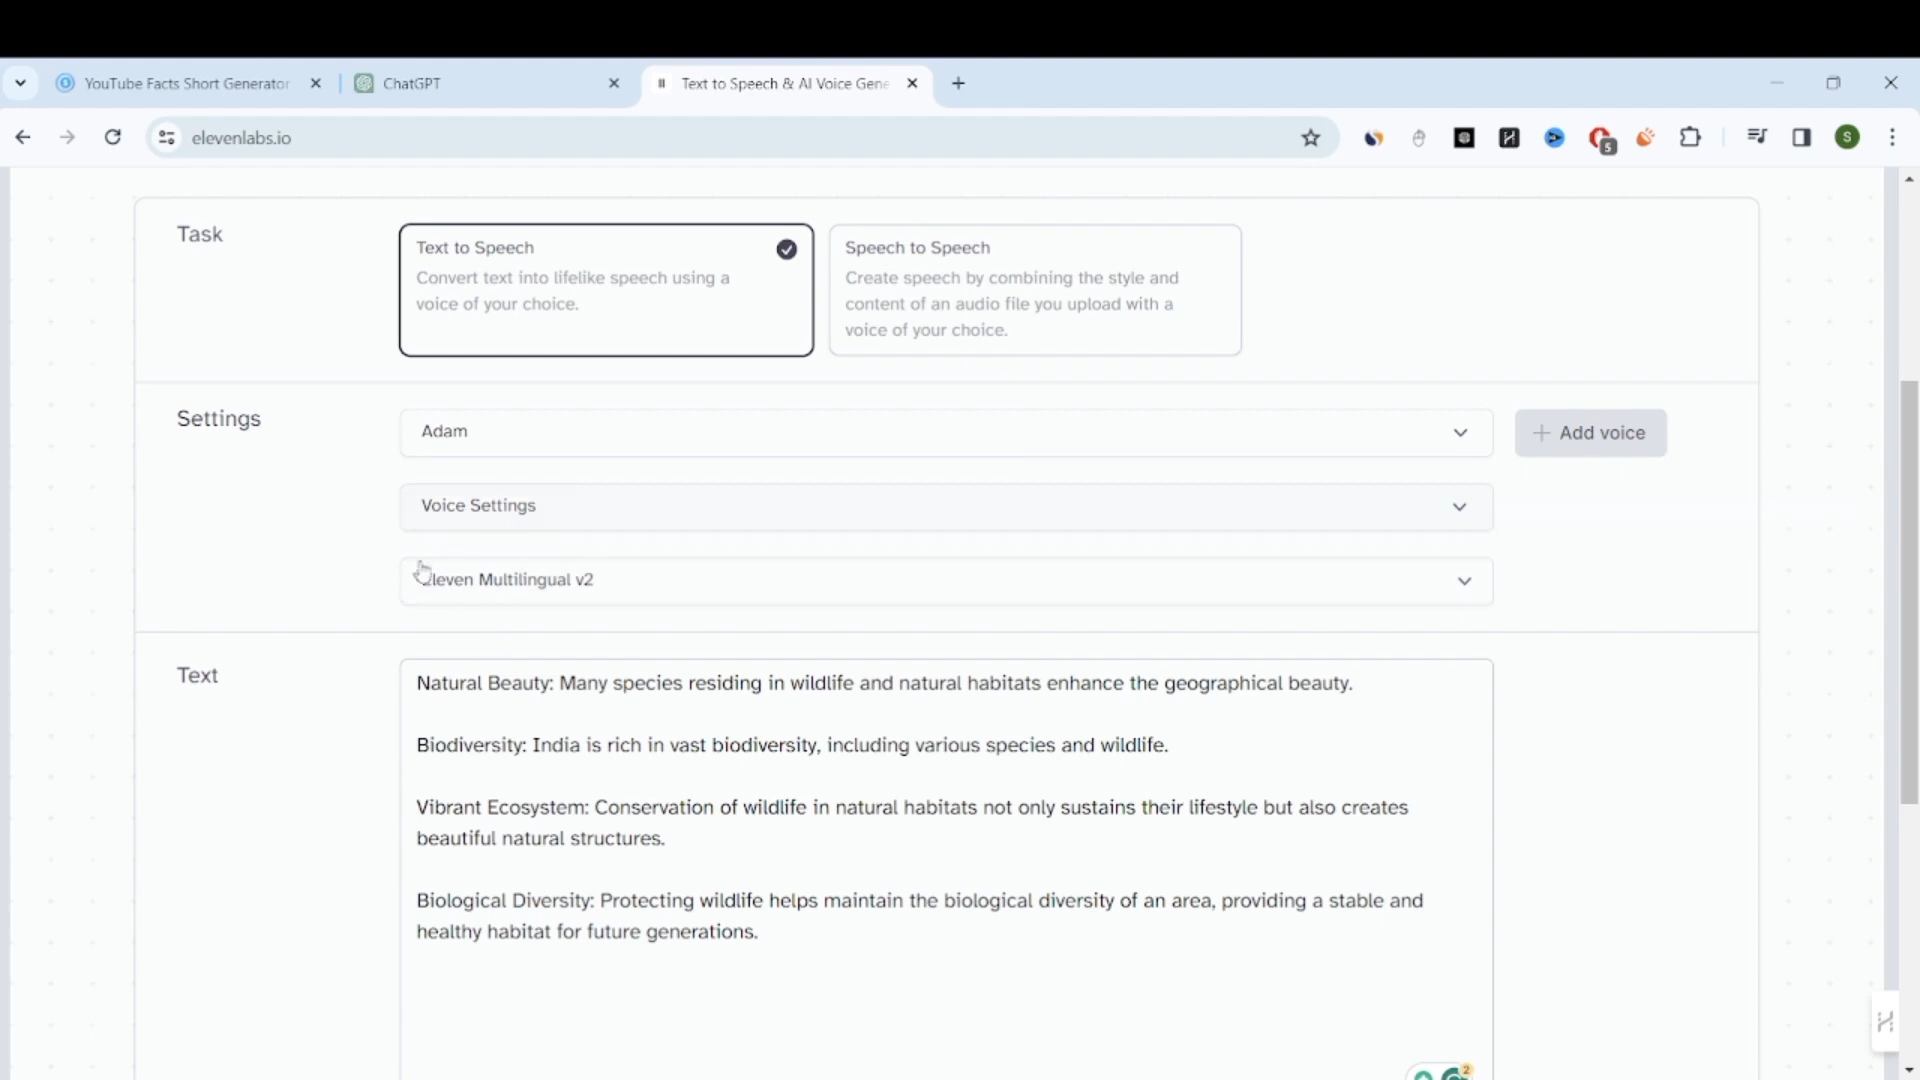 YouTube Facts Short Generator
ChatGPT
Text to Speech & AI Voice Gene
elevenlabs.io
5
S
Task
Text to Speech
Convert text into lifelike speech using a
voice of your choice.
Speech to Speech
Create speech by combining the style and
content of an audio file you upload with a
voice of your choice.
Settings
Adam
Add voice
Voice Settings
Eleven Multilingual v2
Text
Natural Beauty: Many species residing in wildlife and natural habitats enhance the geographical beauty.
Biodiversity: India is rich in vast biodiversity, including various species and wildlife.
Vibrant Ecosystem: Conservation of wildlife in natural habitats not only sustains their lifestyle but also creates
beautiful natural structures.
Biological Diversity: Protecting wildlife helps maintain the biological diversity of an area, providing a stable and
healthy habitat for future generations.
2